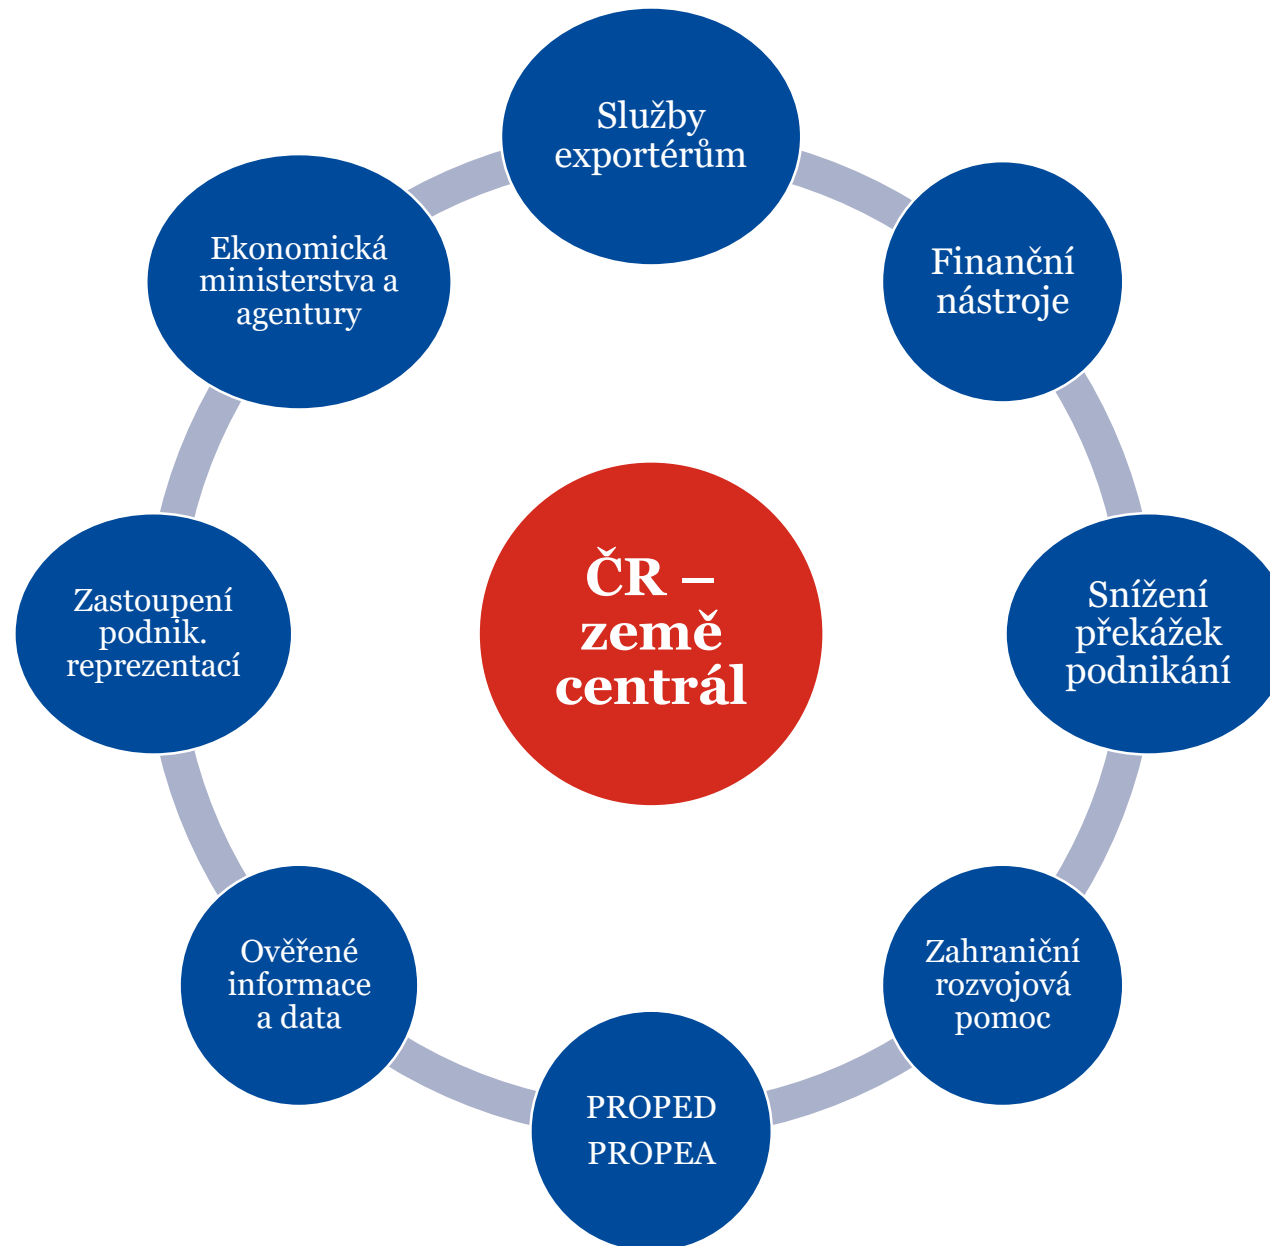 Služby
exportérům
Finanční
nástroje
Snížení
překážek
podnikání
Zahraniční
rozvojová
pomoc
PROPED
PROPEA
Ověřené
informace
a data
Zastoupení
podnik.
reprezentací
Ekonomická
ministerstva a
agentury
ČR –
země
centrál